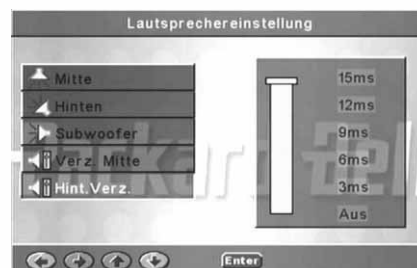 Lautsprechereinstellung
Mitte
Hinten
Subwoofer
Verz. Mitte
Hint.Verz.
15ms
12ms
9ms
6ms
3ms
Aus
Enter